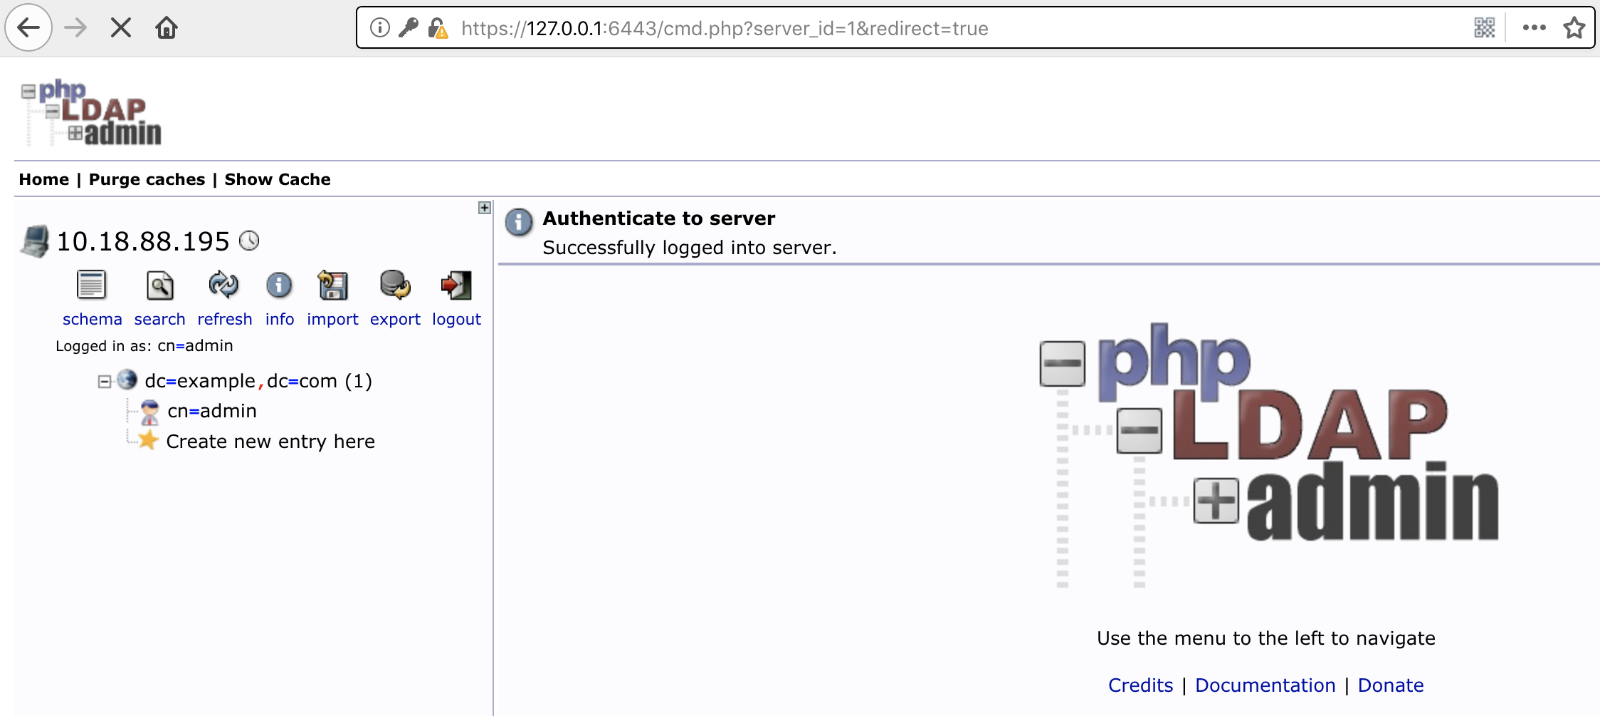 https://127.0.0.1:6443/cmd.php?server_id=1&redirect=true
php
LDAP
admin
Home | Purge caches | Show Cache
10.18.88.195
schema search refresh info import export logout
Logged in as: cn=admin
dc=example,dc=com (1)
cn=admin
Create new entry here
Authenticate to server
Successfully logged into server.
php
LDAP
admin
Use the menu to the left to navigate
Credits | Documentation | Donate